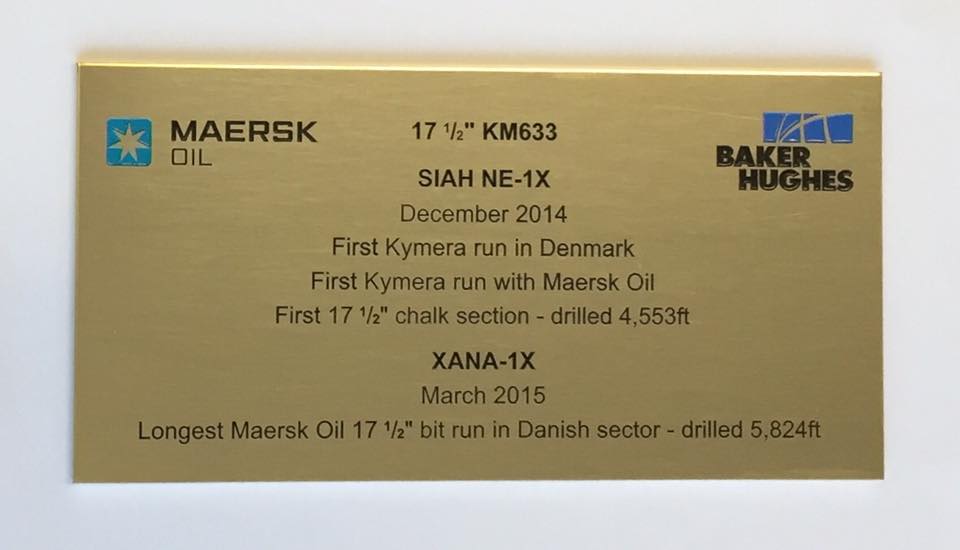 MAERSK
OIL
17 1/2" KM633
BAKER
HUGHES
SIAH NE-1X
December 2014
First Kymera run in Denmark
First Kymera run with Maersk Oil
First 17 1/2" chalk section - drilled 4,553ft
XANA-1X
March 2015
Longest Maersk Oil 17 1/2" bit run in Danish sector - drilled 5,824ft